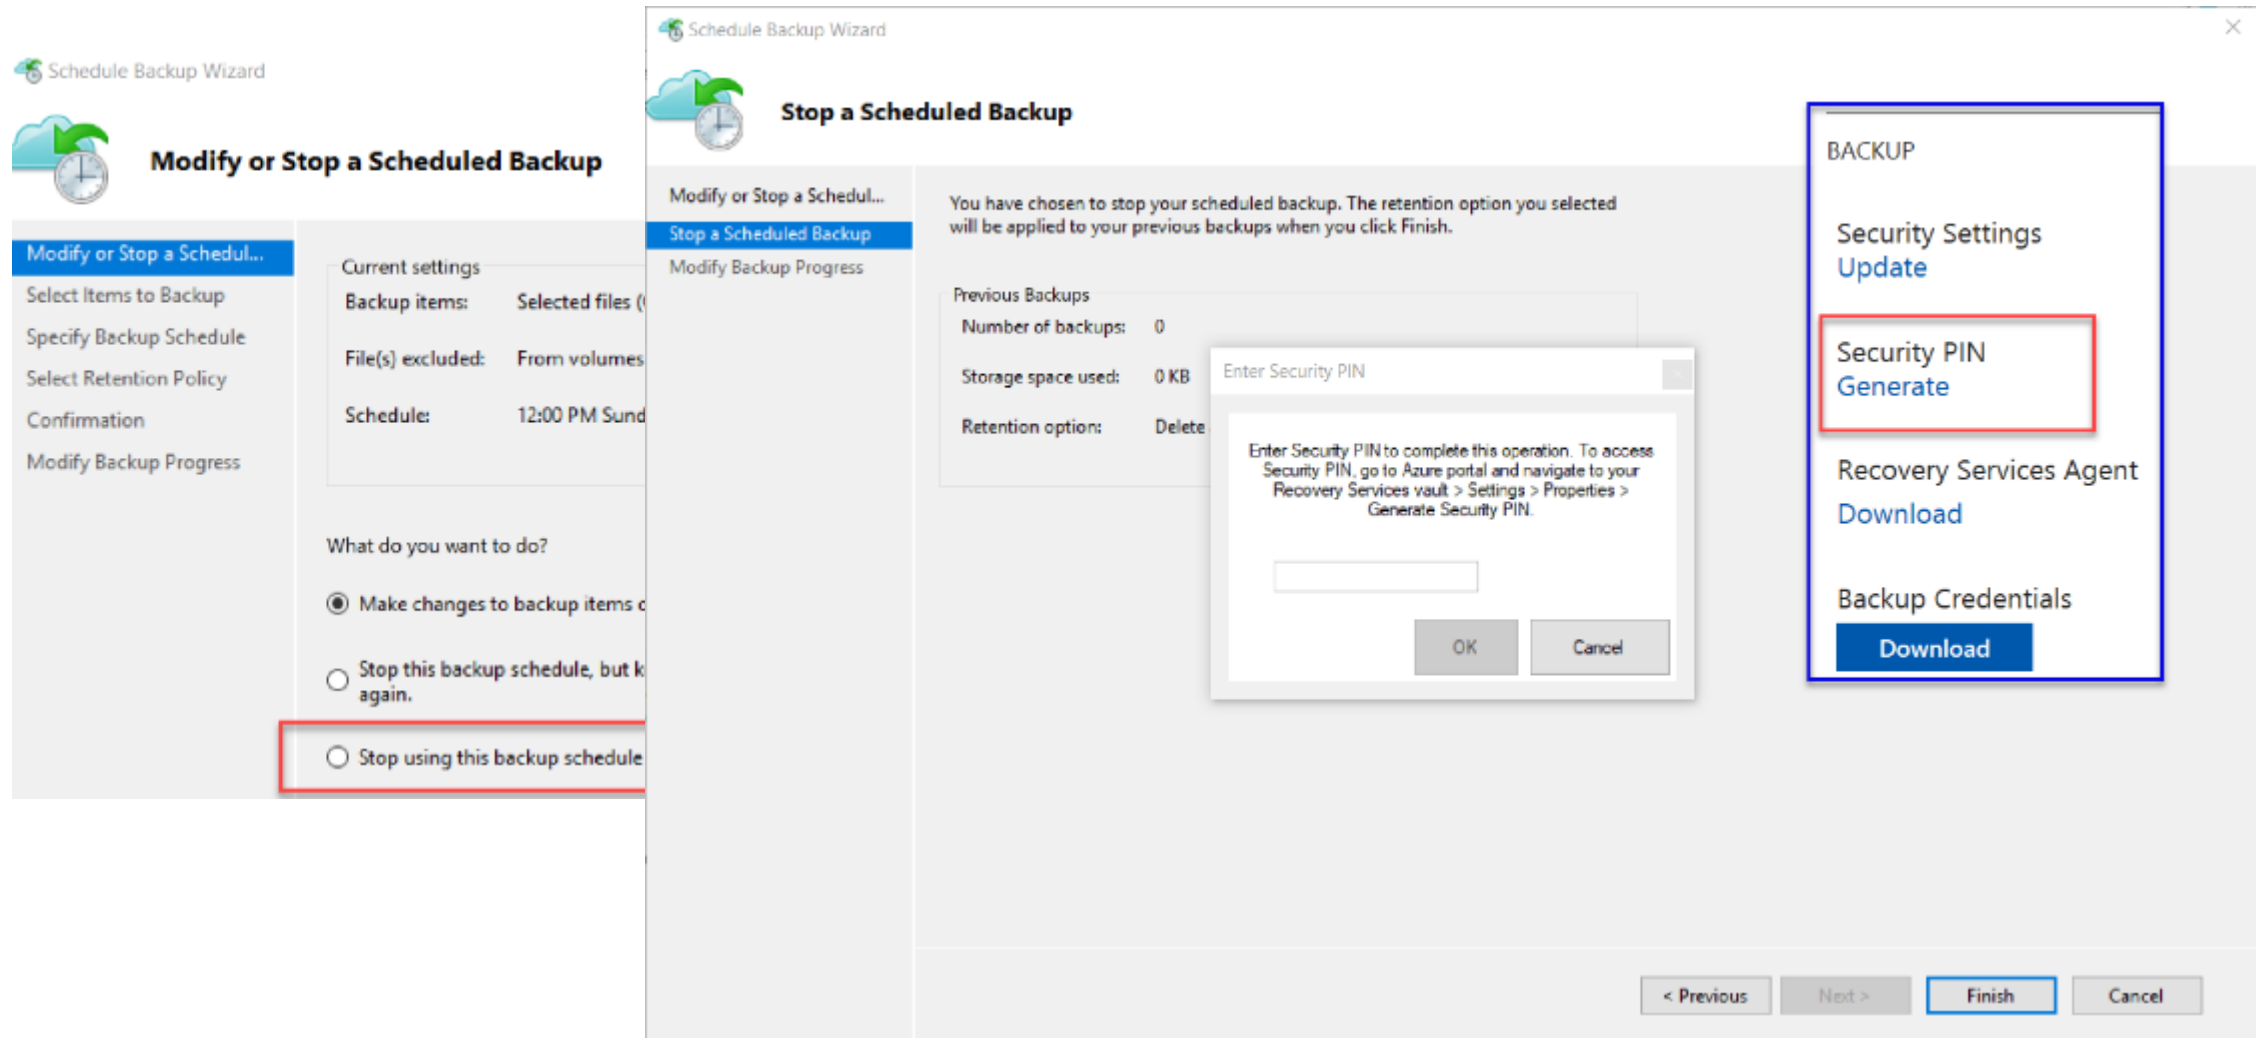 Schedule Backup Wizard
Modify or Stop a Scheduled Backup
Modify or Stop a Schedul...
Select Items to Backup
Specify Backup Schedule
Select Retention Policy
Confirmation
Modify Backup Progress
Current settings
Backup items: Selected files (
File(s) excluded: From volumes
Schedule: 12:00 PM Sund
What do you want to do?
Make changes to backup items
Stop this backup schedule, but
again.
Stop using this backup schedule
Schedule Backup Wizard
Stop a Scheduled Backup
Modify or Stop a Schedul...
Stop a Scheduled Backup
Modify Backup Progress
You have chosen to stop your scheduled backup. The retention option you selected
will be applied to your previous backups when you click Finish.
Previous Backups
Number of backups: 0
Storage space used: 0 KB
Retention option: Delete
Enter Security PIN
Enter Security PIN to complete this operation. To access
Security PIN, go to Azure portal and navigate to your
Recovery Services vault > Settings > Properties >
Generate Security PIN.
OK Cancel
BACKUP
Security Settings
Update
Security PIN
Generate
Recovery Services Agent
Download
Backup Credentials
Download
< Previous Next > Finish Cancel